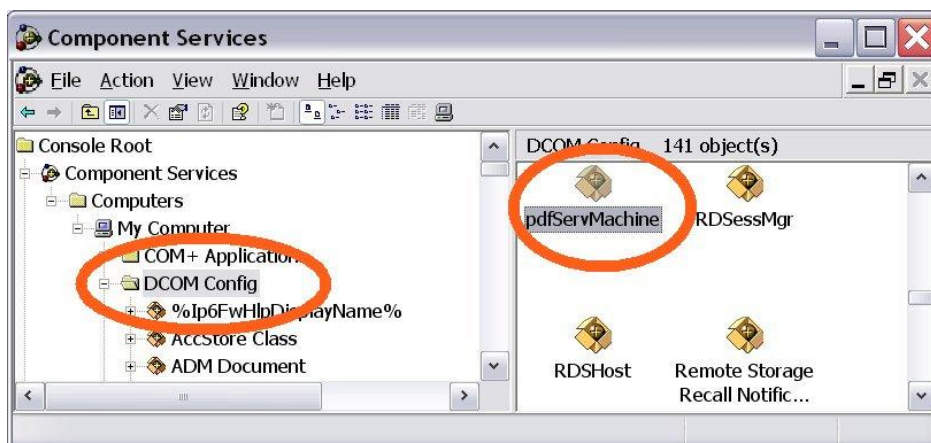 Component Services
File Action View Window Help
Console Root
Component Services
Computers
My Computer
COM+ Application
DCOM Config
%Ip6FwHlpDisplayName%
AccStore Class
ADM Document
DCOM Config 141 object(s)
pdfServMachine
RDSessMgr
RDSHost
Remote Storage
Recall Notific...